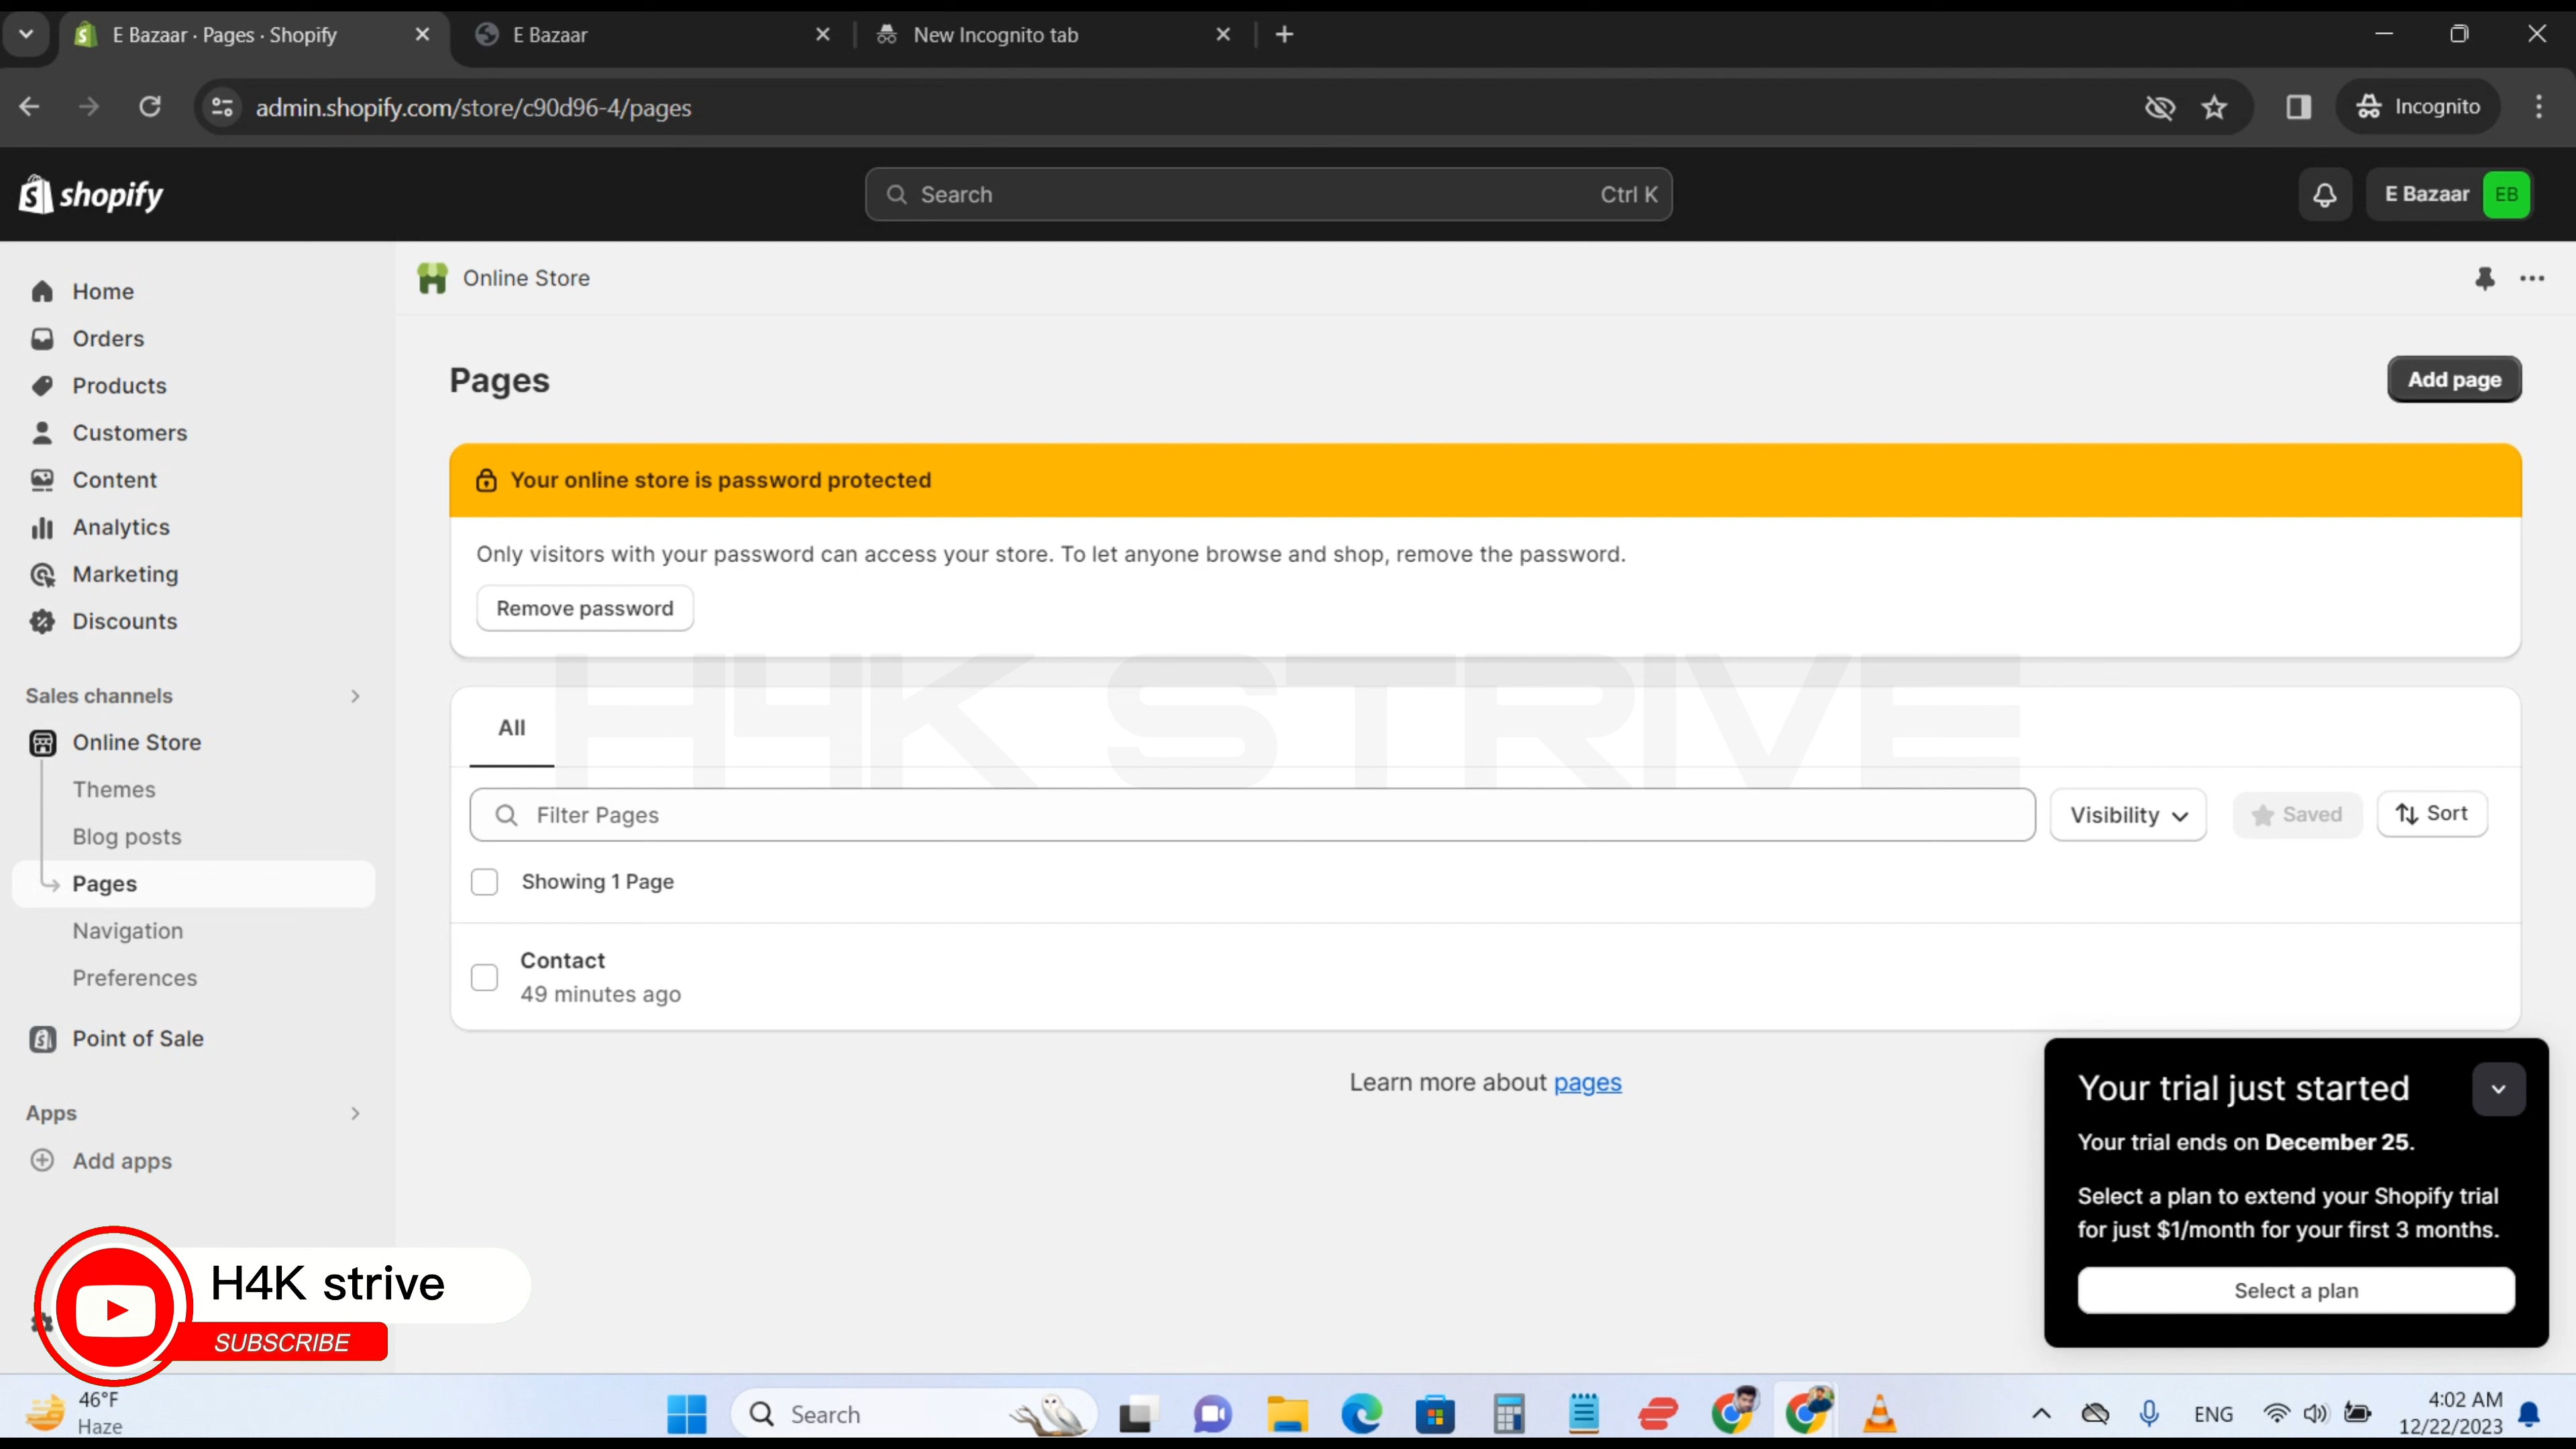 E Bazaar · Pages · Shopify
E Bazaar
New Incognito tab
admin.shopify.com/store/c90d96-4/pages
Incognito
shopify
Search
Ctrl K
E Bazaar
EB
Home
Orders
Products
Customers
Content
Analytics
Marketing
Discounts
Sales channels
Online Store
Themes
Blog posts
Pages
Navigation
Preferences
Point of Sale
Apps
Add apps
Online Store
Pages
Add page
Your online store is password protected
Only visitors with your password can access your store. To let anyone browse and shop, remove the password.
Remove password
H4K STRIVE
All
Filter Pages
Visibility
Saved
Sort
Showing 1 Page
Contact
49 minutes ago
Learn more about pages
Your trial just started
Your trial ends on December 25.
Select a plan to extend your Shopify trial
for just $1/month for your first 3 months.
Select a plan
H4K strive
SUBSCRIBE
46°F
Haze
Search
ENG
4:02 AM
12/22/2023